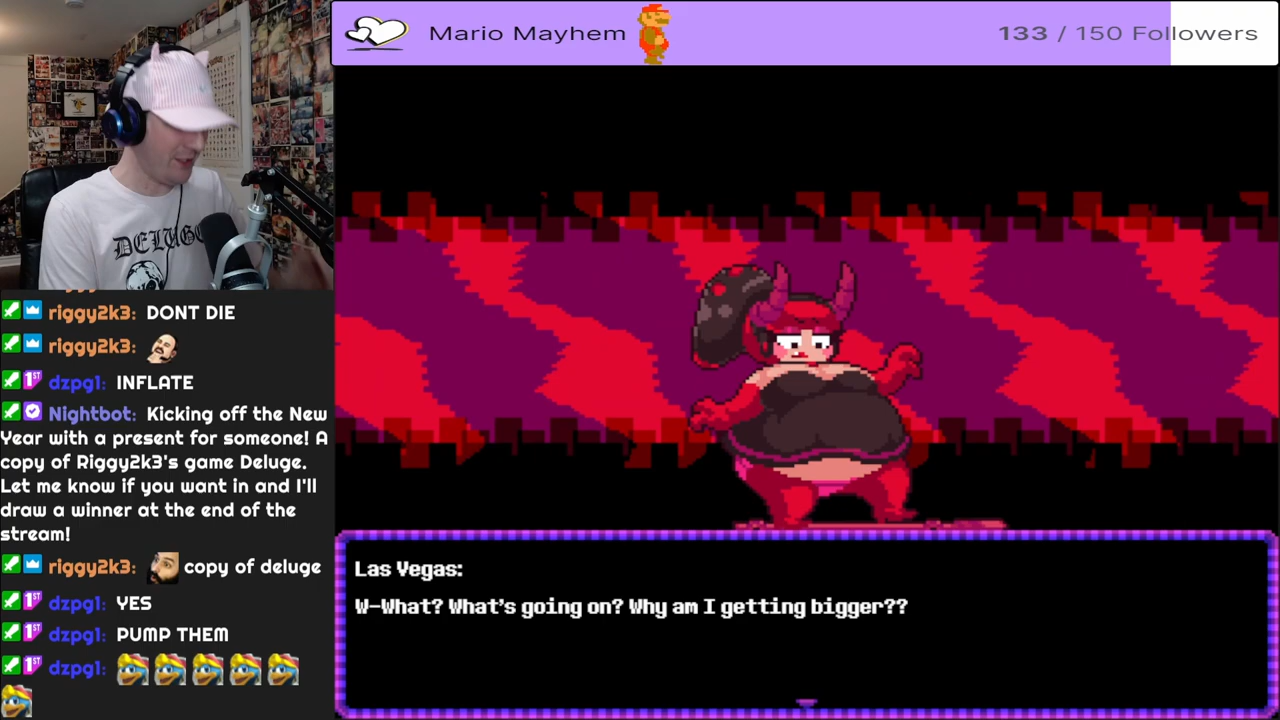 Mario Mayhem
133 / 150 Followers
DELUGE
riggy2k3: DONT DIE
riggy2k3:
dzpg1: INFLATE
Nightbot: Kicking off the New
Year with a present for someone! A
copy of Riggy2k3's game Deluge.
Let me know if you want in and I'll
draw a winner at the end of the
stream!
riggy2k3: copy of deluge
dzpg1: YES
dzpg1: PUMP THEM
dzpg1:
Las Vegas:
W-What? What's going on? Why am I getting bigger??